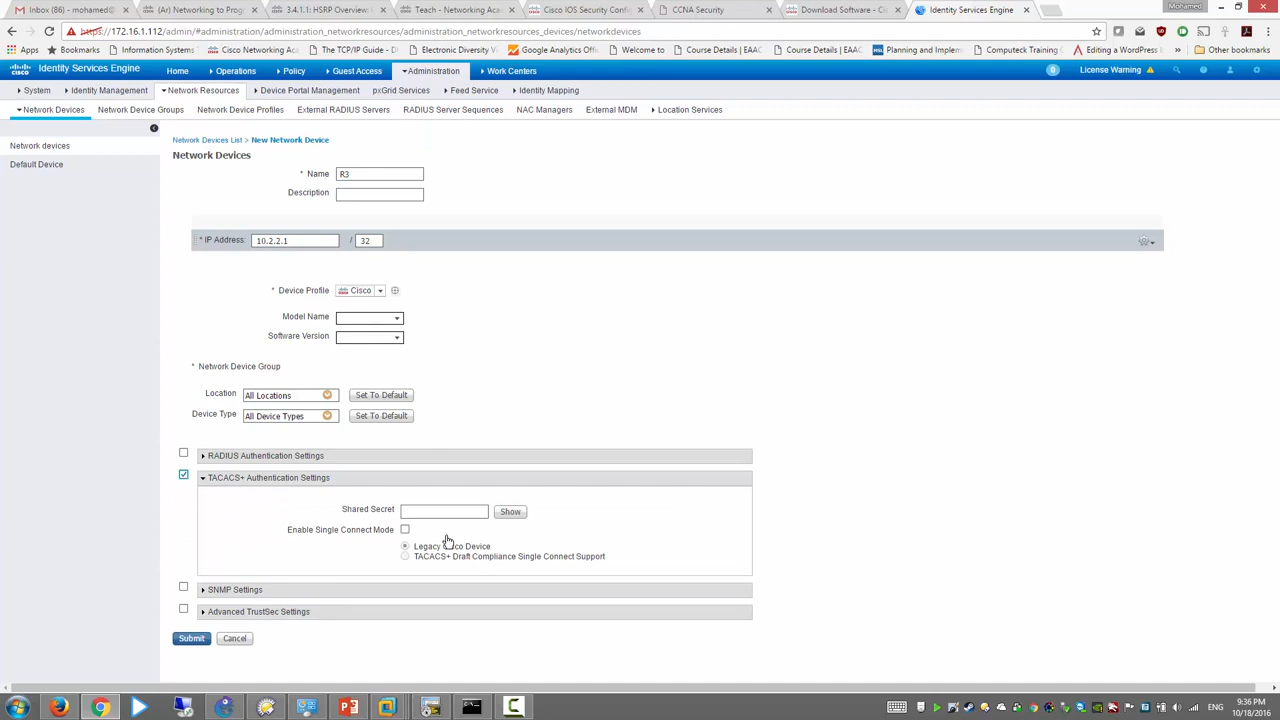 Mohamed
Inbox (86) - mohamed@
(Ar) Networking to Prog
3.4.1.1: HSRP Overview:
Teach - Networking Acad
Cisco IOS Security Confi
CCNA Security
Download Software - C
Identity Services Engine
https://172.16.1.112/admin/#administration/administration_networkresources/administration_networkresources_devices/networkdevices
Apps
Bookmarks
Information Systems
Cisco Networking Ac
The TCP/IP Guide -
Electronic Diversity Vi
Google Analytics Offi
Welcome to
Course Details | EAAC
Course Details | EAAC
Planning and Implem
Computeck Training
Editing a WordPress
Other bookmarks
CISCO Identity Services Engine
Home
Operations
Policy
Guest Access
Administration
Work Centers
0
License Warning
System
Identity Management
Network Resources
Device Portal Management
pxGrid Services
Feed Service
Identity Mapping
Network Devices
Network Device Groups
Network Device Profiles
External RADIUS Servers
RADIUS Server Sequences
NAC Managers
External MDM
Location Services
Network devices
Default Device
Network Devices List > New Network Device
Network Devices
* Name R3
Description
* IP Address: 10.2.2.1 / 32
* Device Profile Cisco
Model Name
Software Version
* Network Device Group
Location All Locations Set To Default
Device Type All Device Types Set To Default
RADIUS Authentication Settings
TACACS+ Authentication Settings
Shared Secret Show
Enable Single Connect Mode
Legacy Cisco Device
TACACS+ Draft Compliance Single Connect Support
SNMP Settings
Advanced TrustSec Settings
Submit Cancel
ENG
9:36 PM
10/18/2016